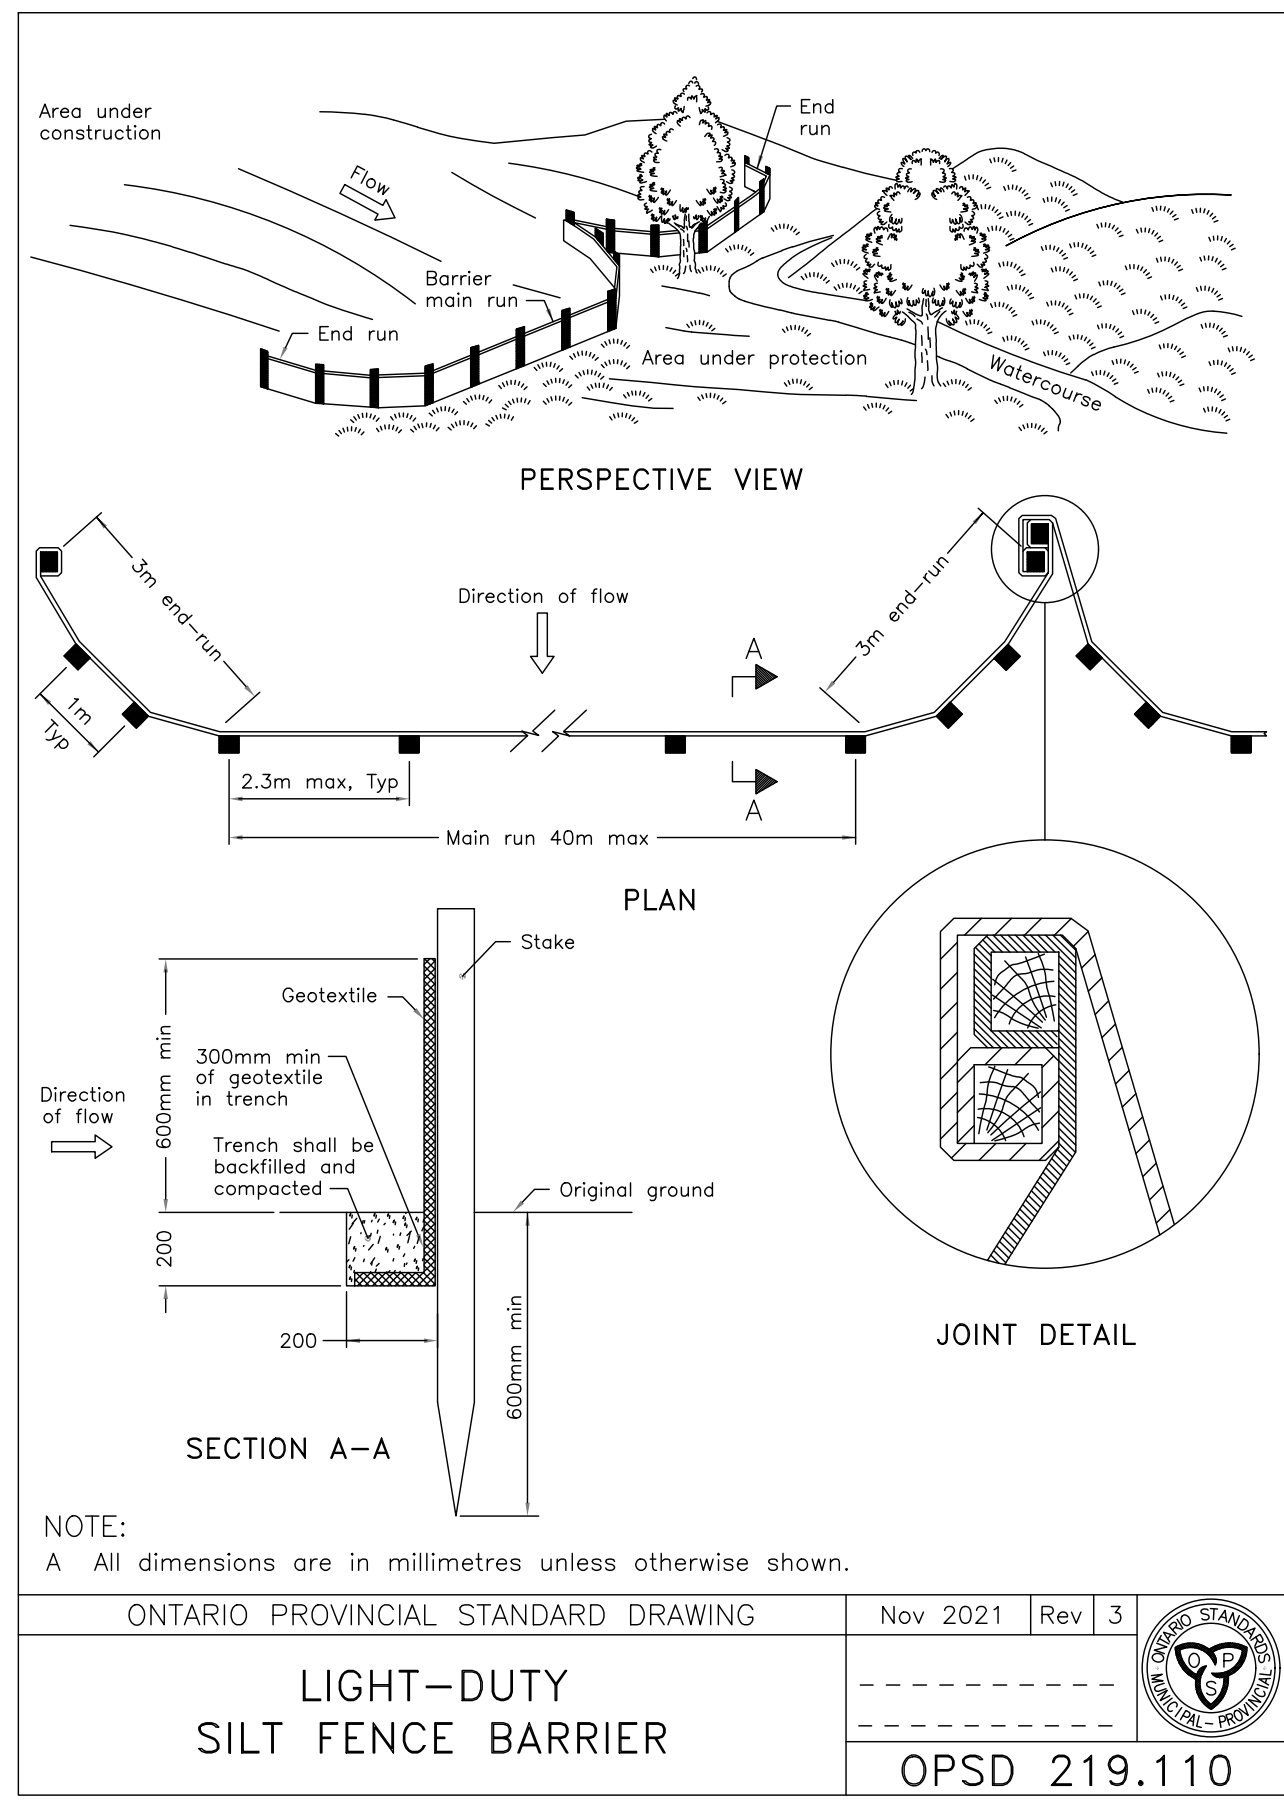 Area under
construction
Flow
End
run
Barrier
main run
End run
Area under protection
Watercourse
PERSPECTIVE VIEW
3m end-run
Direction of flow
3m end-run
A
1m
Typ
2.3m max, Typ
A
Main run 40m max
PLAN
Stake
Geotextile
600mm min
300mm min
of geotextile
in trench
Direction
of flow
Trench shall be
backfilled and
compacted
Original ground
200
200
600mm min
JOINT DETAIL
SECTION A-A
NOTE:
A All dimensions are in millimetres unless otherwise shown.
ONTARIO PROVINCIAL STANDARD DRAWING
Nov 2021
Rev
3
LIGHT-DUTY
SILT FENCE BARRIER
ONTARIO STANDARDS
MUNICIPAL-PROVINCIAL
O P
S
OPSD 219.110